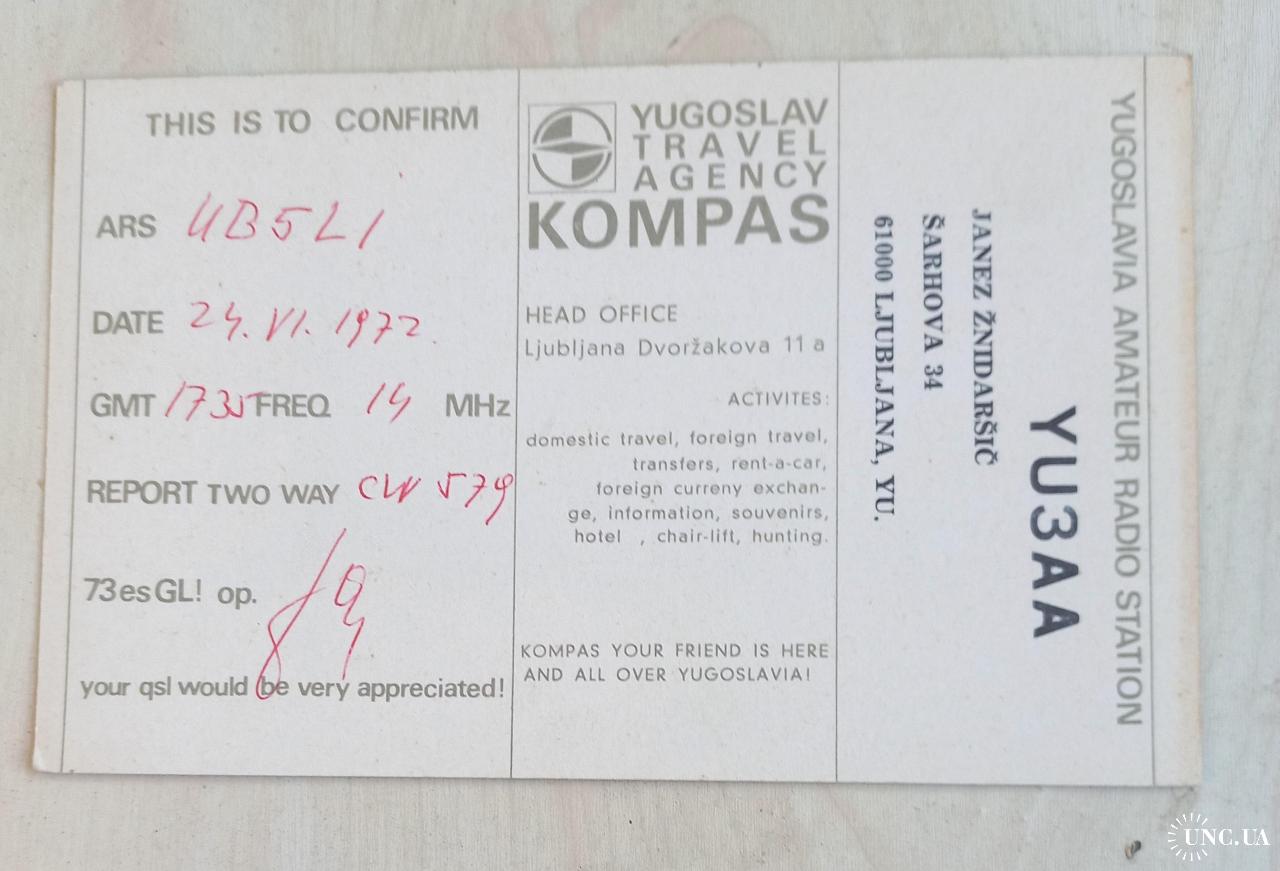 THIS IS TO CONFIRM
ARS UB5LI
DATE 24. VI. 1972.
GMT 1735 FREQ 14 MHz
REPORT TWO WAY CW 579
73 es GL! op.
your qsl would be very appreciated!
YUGOSLAV
TRAVEL
AGENCY
KOMPAS
HEAD OFFICE
Ljubljana Dvoržakova 11 a
ACTIVITES:
domestic travel, foreign travel,
transfers, rent-a-car,
foreign curreny exchan-
ge, information, souvenirs,
hotel , chair-lift, hunting.
KOMPAS YOUR FRIEND IS HERE
AND ALL OVER YUGOSLAVIA!
YUGOSLAVIA AMATEUR RADIO STATION
YU3AA
JANEZ ŽNIDARŠIČ
ŠARHOVA 34
61000 LJUBLJANA, YU.
UNC.UA